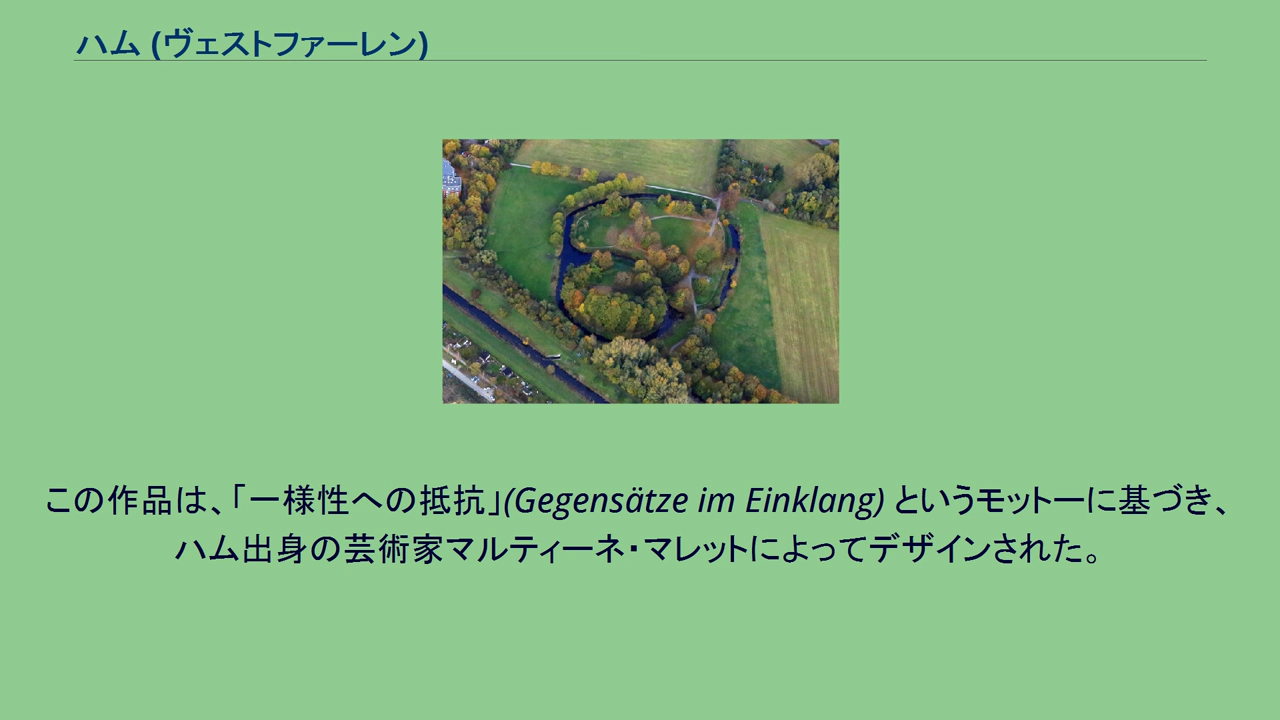 ハム (ヴェストファーレン)
この作品は、「一様性への抵抗」(Gegensätze im Einklang) というモットーに基づき、
ハム出身の芸術家マルティーネ・マレットによってデザインされた。